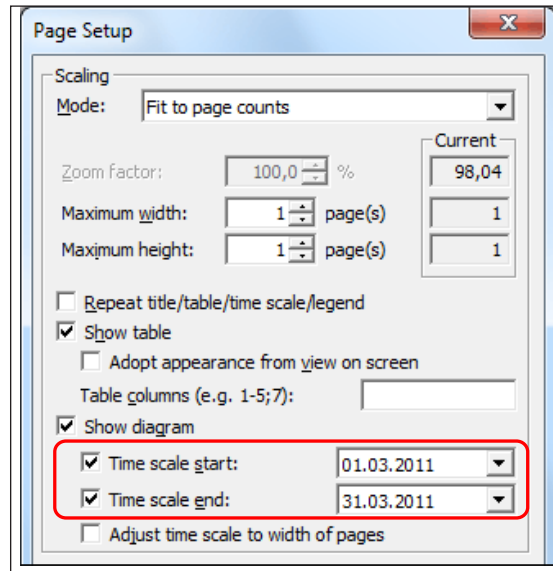 Page Setup
Scaling
Mode: Fit to page counts
Current
Zoom factor: 100,0 % 98,04
Maximum width: 1 page(s) 1
Maximum height: 1 page(s) 1
Repeat title/table/time scale/legend
Show table
Adopt appearance from view on screen
Table columns (e.g. 1-5;7):
Show diagram
Time scale start: 01.03.2011
Time scale end: 31.03.2011
Adjust time scale to width of pages